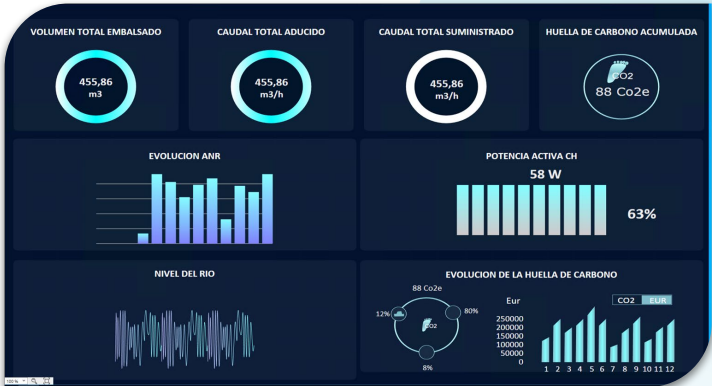 VOLUMEN TOTAL EMBALSADO
455,86
m3
CAUDAL TOTAL ADUCIDO
455,86
m3/h
CAUDAL TOTAL SUMINISTRADO
455,86
m3/h
HUELLA DE CARBONO ACUMULADA
CO2
88 Co2e
EVOLUCION ANR
POTENCIA ACTIVA CH
58 W
63%
NIVEL DEL RIO
EVOLUCION DE LA HUELLA DE CARBONO
88 Co2e
12%
80%
CO2
8%
Eur
CO2 EUR
250000
200000
150000
100000
50000
0
1 2 3 4 5 6 7 8 9 10 11 12
100 %